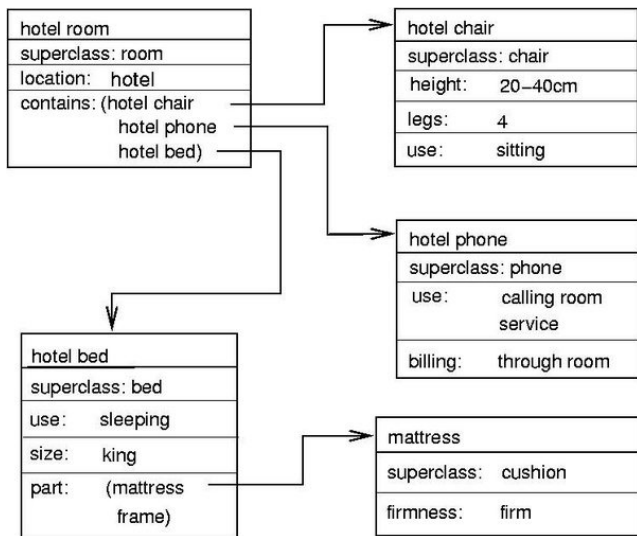 hotel room
superclass: room
location: hotel
contains: (hotel chair
hotel phone
hotel bed)
hotel chair
superclass: chair
height: 20–40cm
legs: 4
use: sitting
hotel phone
superclass: phone
use: calling room
service
billing: through room
hotel bed
superclass: bed
use: sleeping
size: king
part: (mattress
frame)
mattress
superclass: cushion
firmness: firm